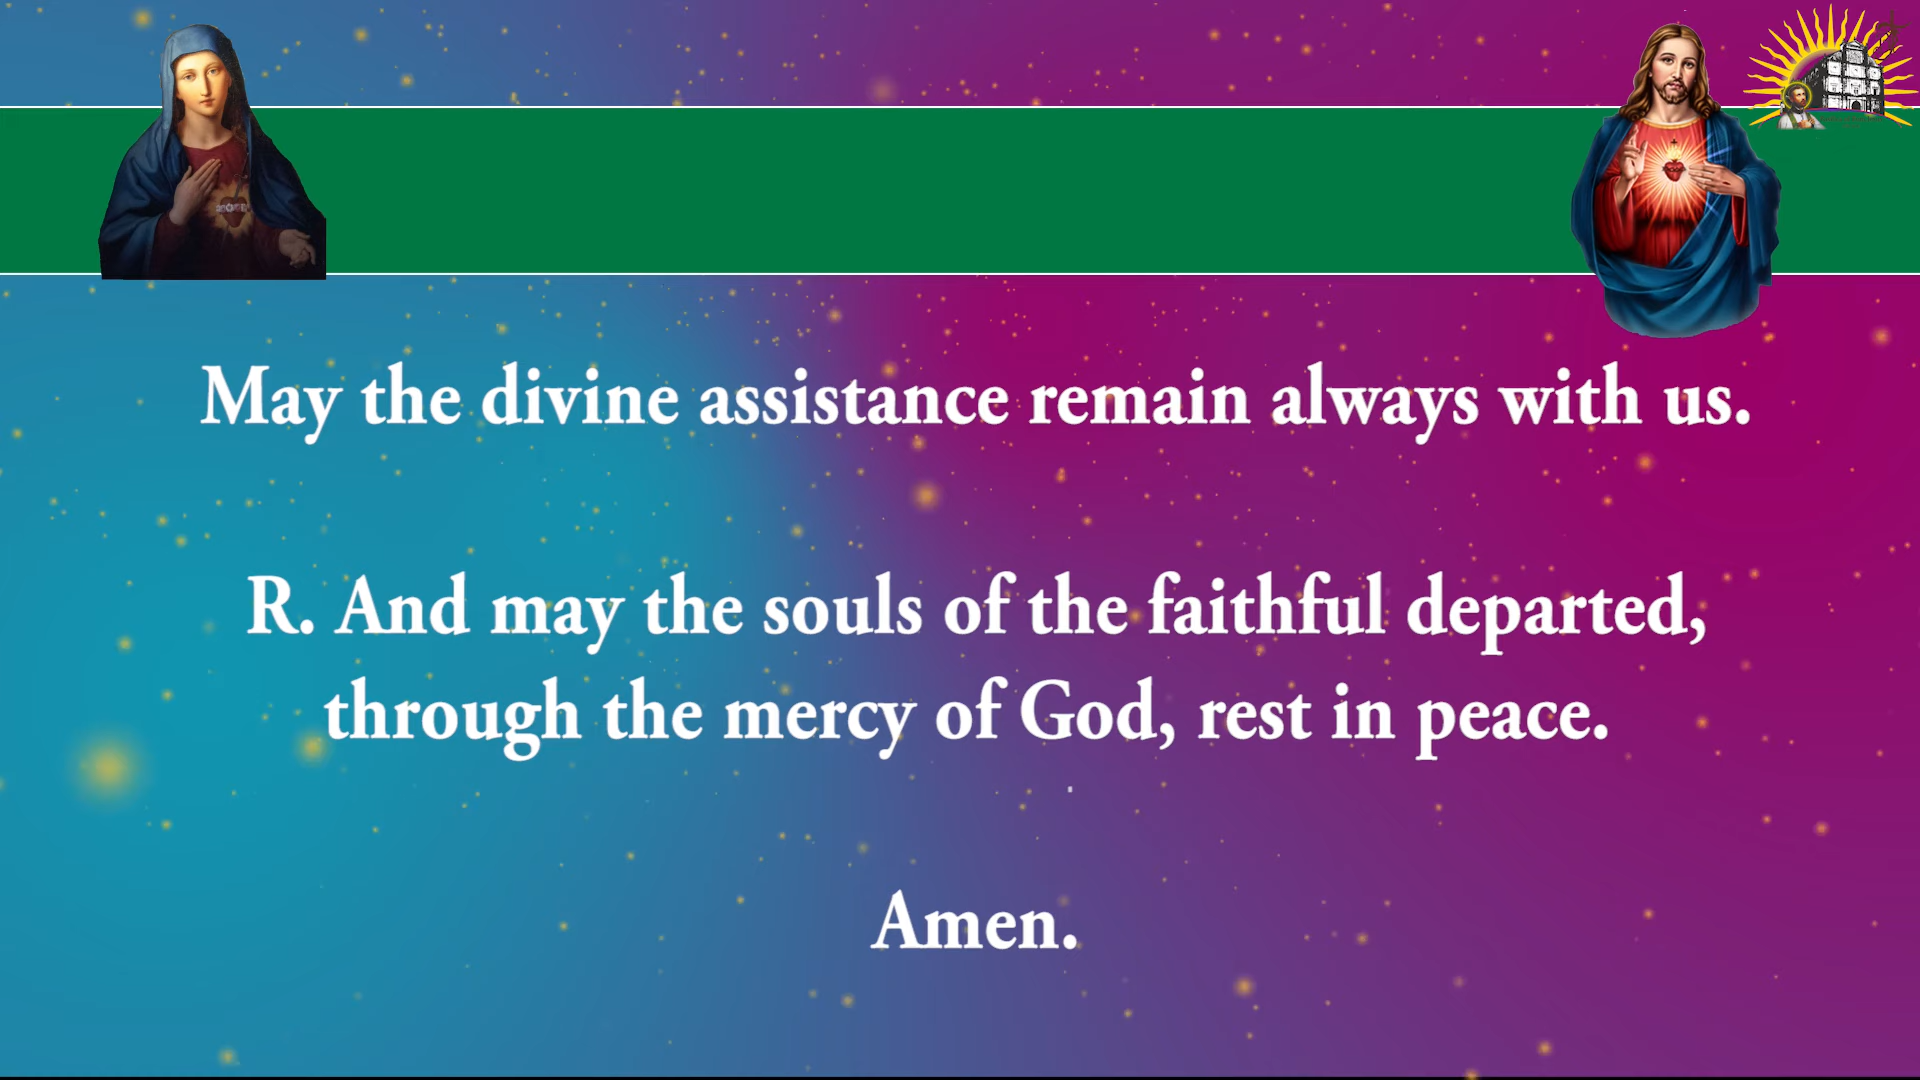 May the divine assistance remain always with us.
R. And may the souls of the faithful departed,
through the mercy of God, rest in peace.
Amen.